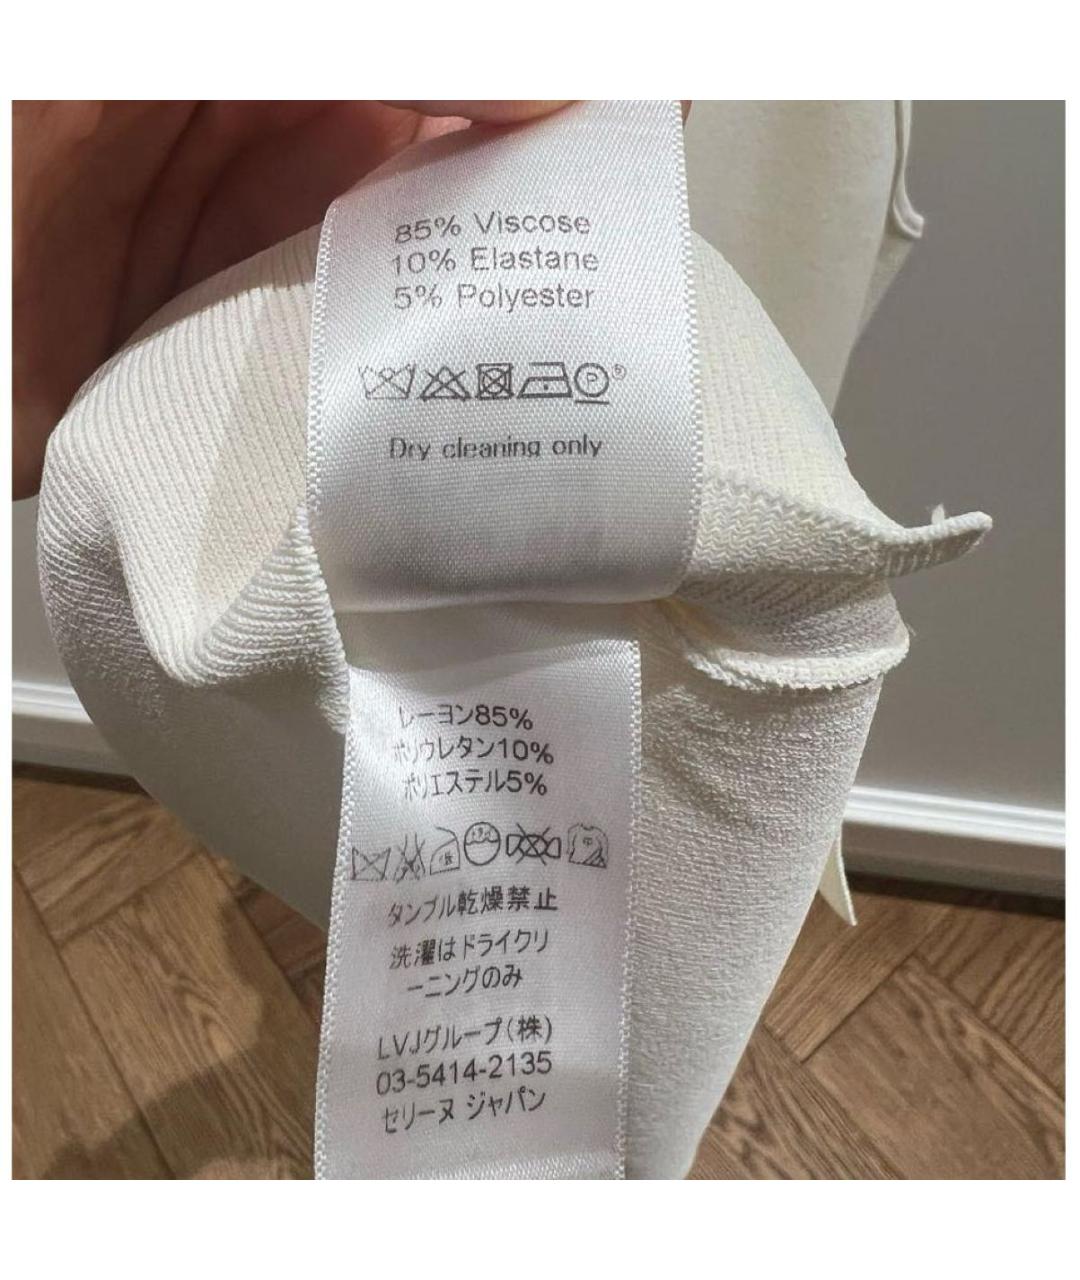 85% Viscose
10% Elastane
5% Polyester
P
Dry cleaning only
レーヨン85%
ポリウレタン10%
ポリエステル5%
タンブル乾燥禁止
洗濯はドライクリ
ーニングのみ
LVJグループ(株)
03-5414-2135
セリーヌ ジャパン